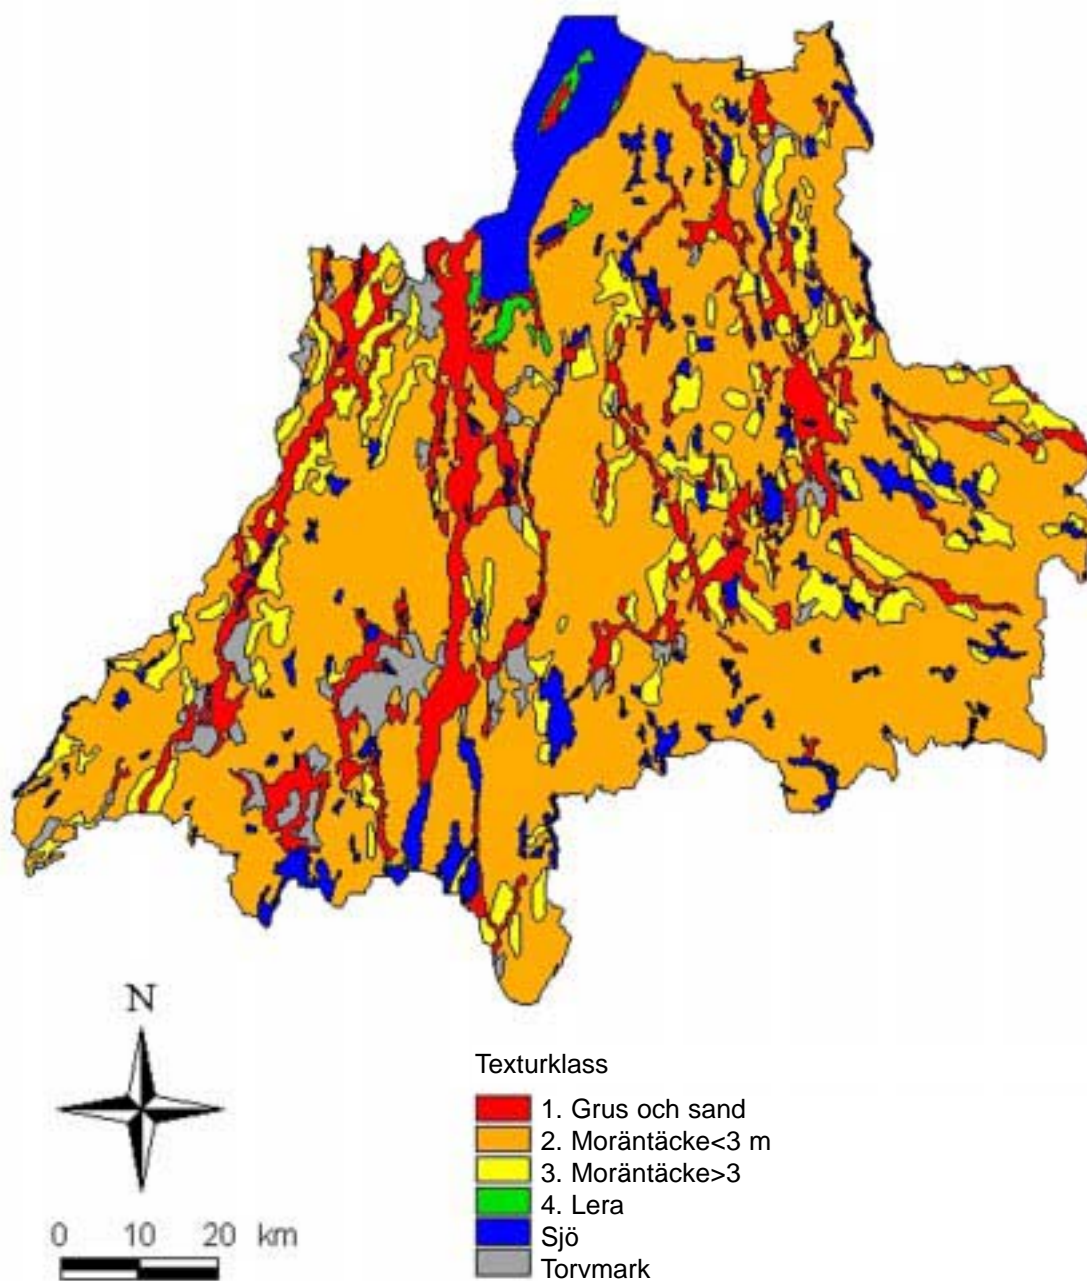 N
0 10 20 km
Texturklass
1. Grus och sand
2. Moräntäcke<3 m
3. Moräntäcke>3
4. Lera
Sjö
Torvmark